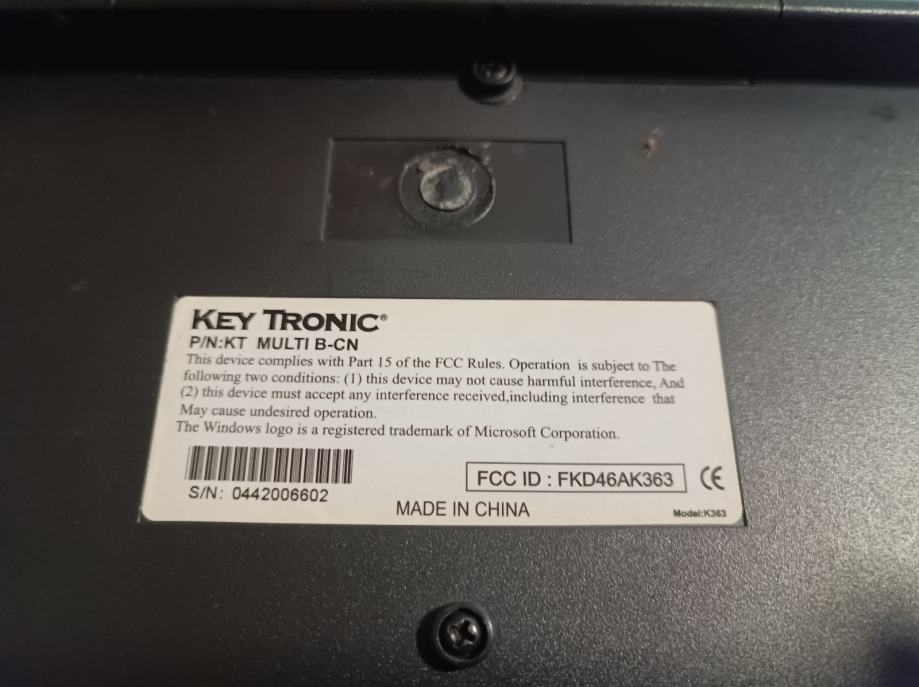 KEY TRONIC®
P/N:KT MULTI B-CN
This device complies with Part 15 of the FCC Rules. Operation is subject to The
following two conditions: (1) this device may not cause harmful interference, And
(2) this device must accept any interference received,including interference that
May cause undesired operation.
The Windows logo is a registered trademark of Microsoft Corporation.
S/N: 0442006602
FCC ID : FKD46AK363
CE
MADE IN CHINA
Model:K363